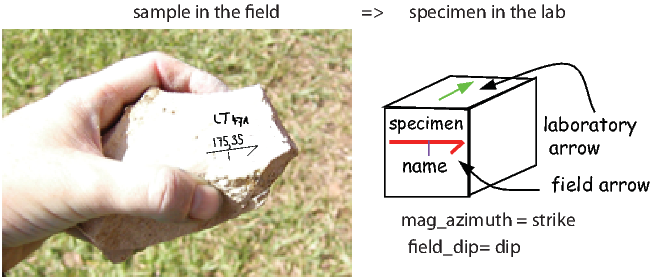 sample in the field => specimen in the lab
175,35
specimen
name
laboratory
arrow
field arrow
mag_azimuth = strike
field_dip= dip